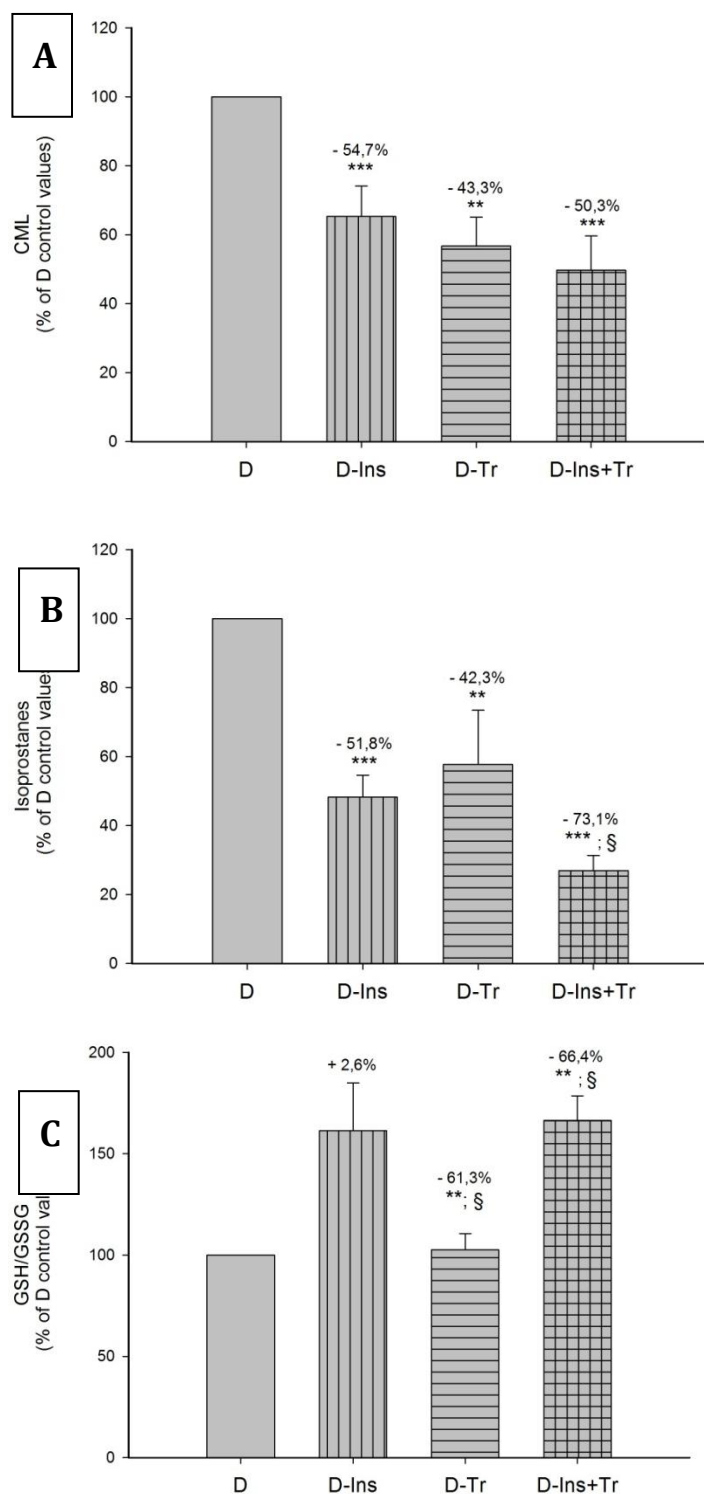 A
120
100
80
60
40
20
0
CML
(% of D control values)
- 54,7%
***
- 43,3%
**
- 50,3%
***
D D-Ins D-Tr D-Ins+Tr
B
120
100
80
60
40
20
0
Isoprostanes
(% of D control value
- 51,8%
***
- 42,3%
**
- 73,1%
*** ; §
D D-Ins D-Tr D-Ins+Tr
C
200
150
100
50
0
GSH/GSSG
(% of D control val
+ 2,6%
- 61,3%
**; §
- 66,4%
** ; §
D D-Ins D-Tr D-Ins+Tr